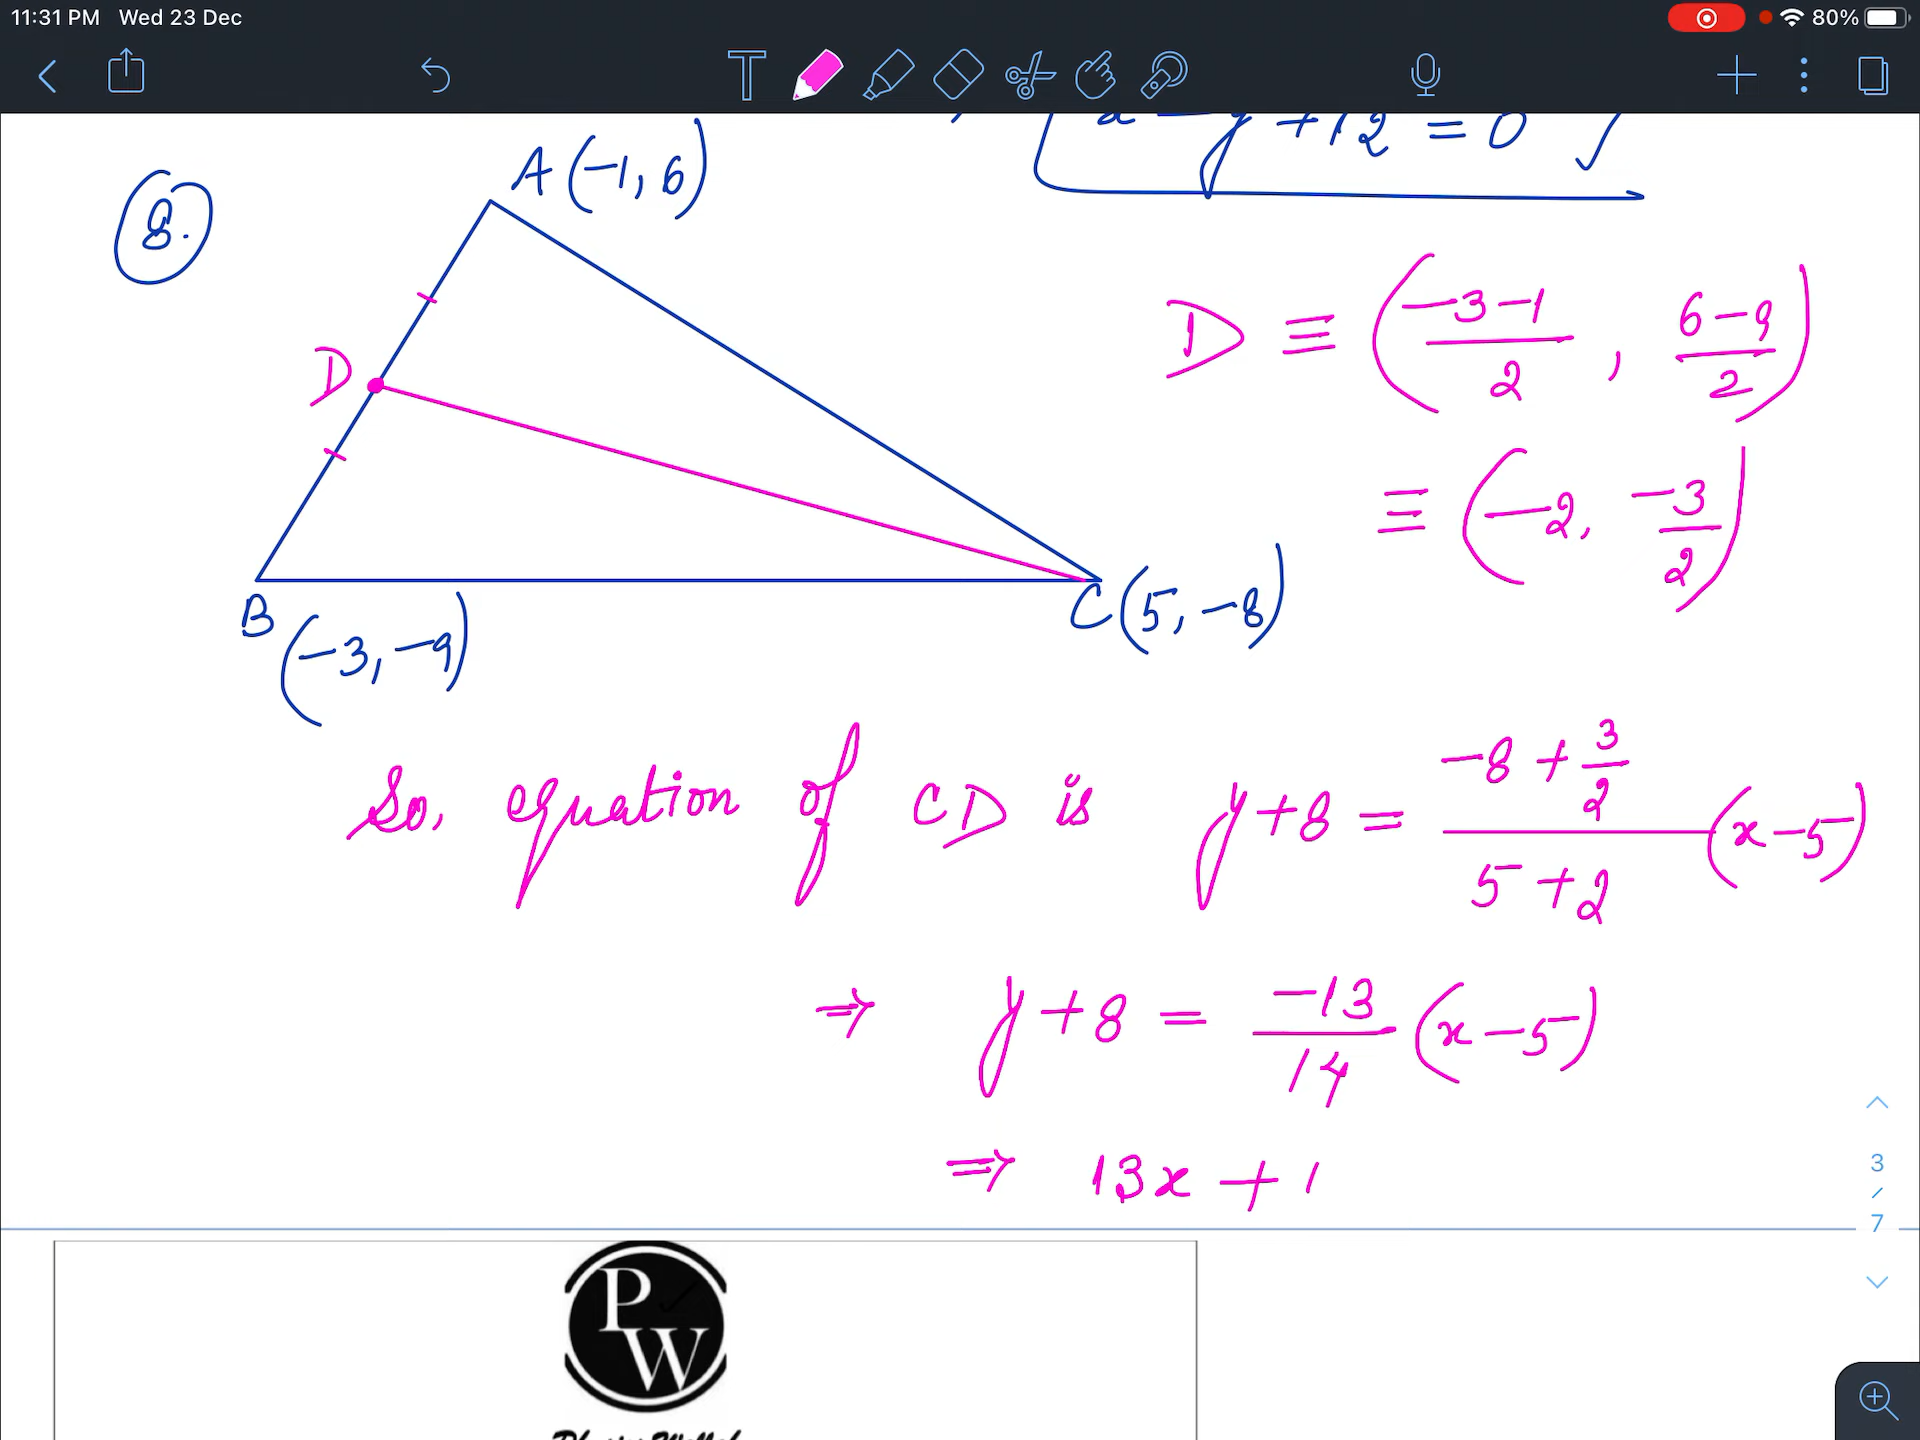 11:31 PM Wed 23 Dec
80%
T
x - y + 12 = 0
8.
A (-1, 6)
D ≡ ( (-3-1)/2 , (6-9)/2 )
D
≡ (-2, -3/2)
B (-3, -9)
C (5, -8)
So, equation of CD is y+8 = (-8 + 3/2)/(5+2) (x-5)
⇒ y+8 = -13/14 (x-5)
⇒ 13x + 1
3
/
7
PW